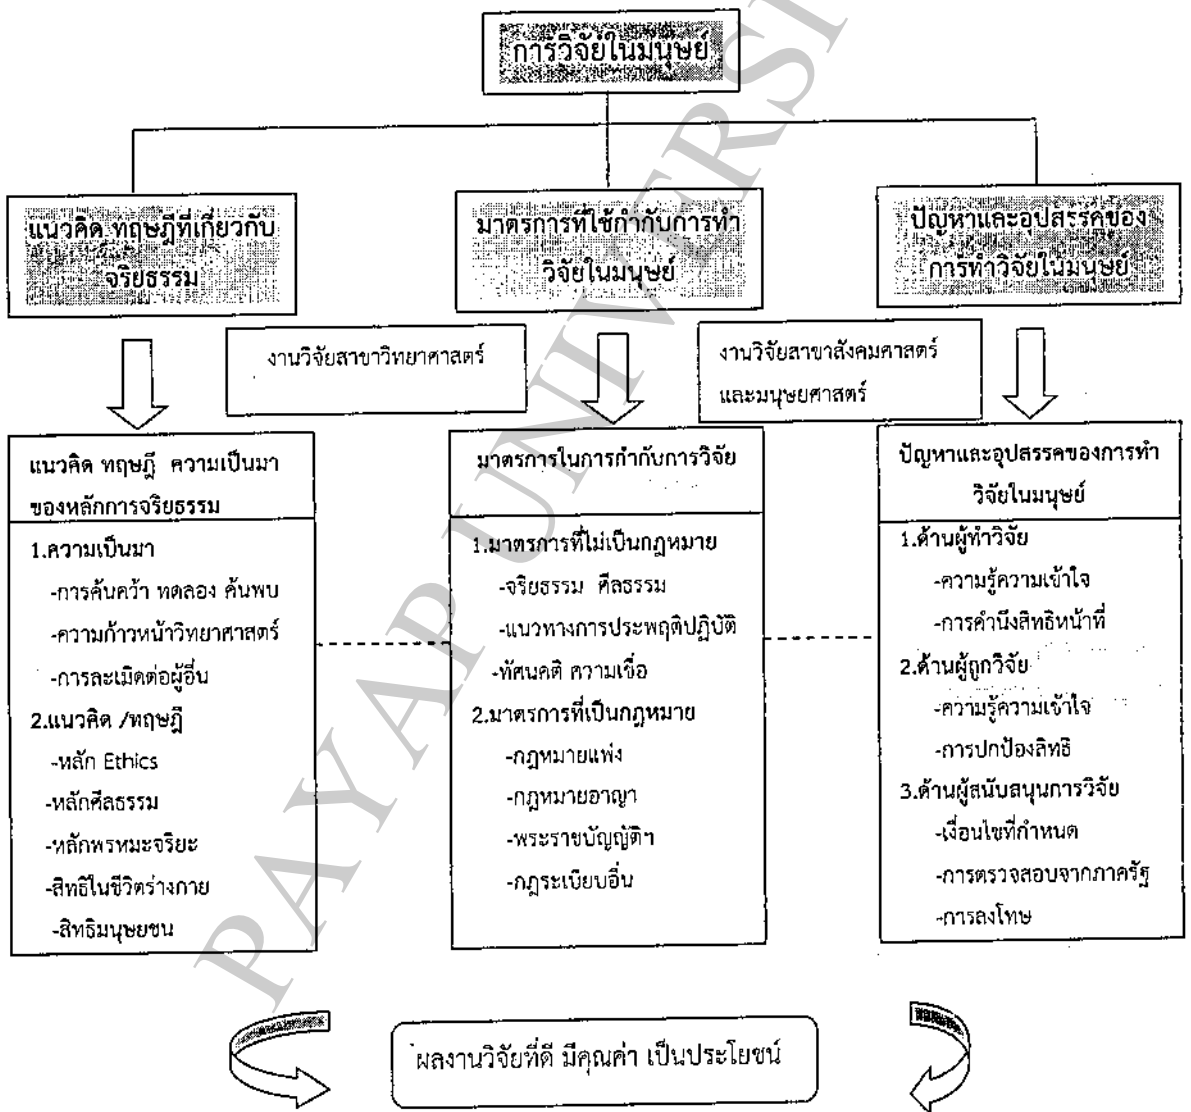 การวิจัยในมนุษย์
แนวคิด ทฤษฎีที่เกี่ยวกับ
จริยธรรม
มาตรการที่ใช้กำกับการทำ
วิจัยในมนุษย์
ปัญหาและอุปสรรคของ
การทำวิจัยในมนุษย์
งานวิจัยสาขาวิทยาศาสตร์
งานวิจัยสาขาสังคมศาสตร์
และมนุษยศาสตร์
แนวคิด ทฤษฎี ความเป็นมา
ของหลักการจริยธรรม
1.ความเป็นมา
-การค้นคว้า ทดลอง ค้นพบ
-ความก้าวหน้าวิทยาศาสตร์
-การละเมิดต่อผู้อื่น
2.แนวคิด /ทฤษฎี
-หลัก Ethics
-หลักศีลธรรม
-หลักพรหมะจริยะ
-สิทธิในชีวิตร่างกาย
-สิทธิมนุษยชน
มาตรการในการกำกับการวิจัย
1.มาตรการที่ไม่เป็นกฎหมาย
-จริยธรรม ศีลธรรม
-แนวทางการประพฤติปฏิบัติ
-ทัศนคติ ความเชื่อ
2.มาตรการที่เป็นกฎหมาย
-กฎหมายแพ่ง
-กฎหมายอาญา
-พระราชบัญญัติฯ
-กฎระเบียบอื่น
ปัญหาและอุปสรรคของการทำ
วิจัยในมนุษย์
1.ด้านผู้ทำวิจัย
-ความรู้ความเข้าใจ
-การคำนึงสิทธิหน้าที่
2.ด้านผู้ถูกวิจัย
-ความรู้ความเข้าใจ
-การปกป้องสิทธิ
3.ด้านผู้สนับสนุนการวิจัย
-เงื่อนไขที่กำหนด
-การตรวจสอบจากภาครัฐ
-การลงโทษ
ผลงานวิจัยที่ดี มีคุณค่า เป็นประโยชน์
PAYAP UNIVERSI